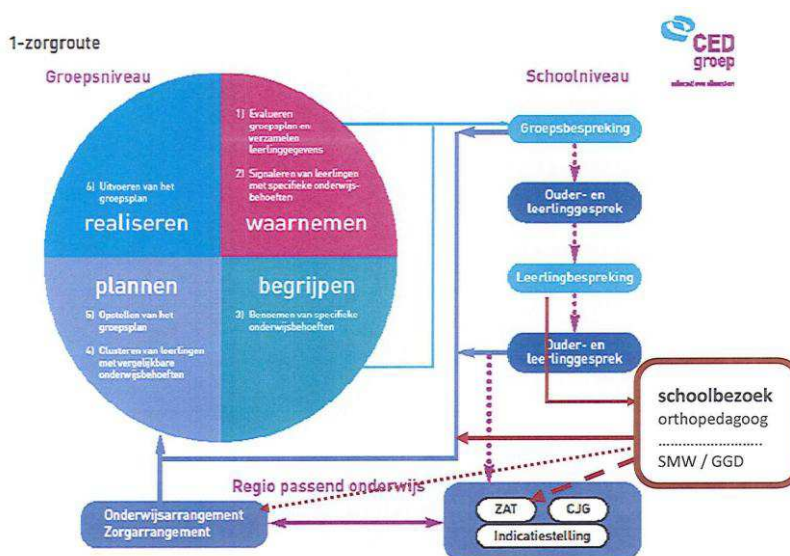 1-zorgroute
CED
groep
educatieve diensten
Groepsniveau
Schoolniveau
1) Evalueren
groepsplan en
verzamelen
leerlinggegevens
2) Signaleren van leerlingen
met specifieke onderwijs-
behoeften
waarnemen
6) Uitvoeren van het
groepsplan
realiseren
plannen
5) Opstellen van het
groepsplan
4) Clusteren van leerlingen
met vergelijkbare
onderwijsbehoeften
begrijpen
3) Benoemen van specifieke
onderwijsbehoeften
Groepsbespreking
Ouder- en
leerlinggesprek
Leerlingbespreking
Ouder- en
leerlinggesprek
schoolbezoek
orthopedagoog
........................
SMW / GGD
Regio passend onderwijs
Onderwijsarrangement
Zorgarrangement
ZAT
CJG
Indicatiestelling